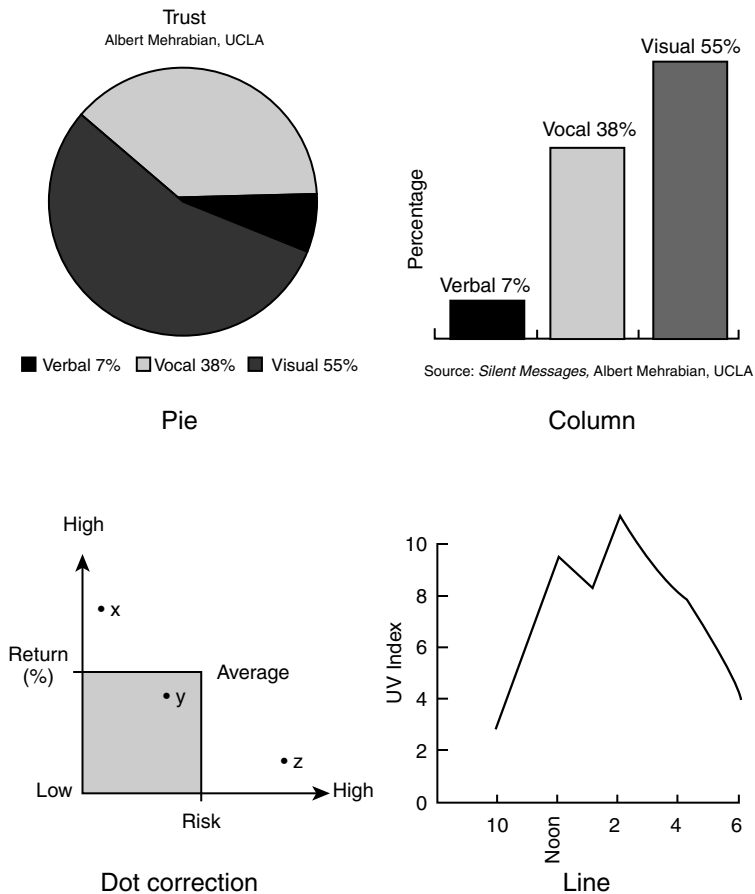 Trust
Albert Mehrabian, UCLA
Verbal 7% Vocal 38% Visual 55%
Pie
Visual 55%
Vocal 38%
Verbal 7%
Percentage
Source: Silent Messages, Albert Mehrabian, UCLA
Column
High
x
Return
(%)
Average
y
z
Low
High
Risk
Dot correction
10
8
6
4
2
0
UV Index
10 Noon 2 4 6
Line